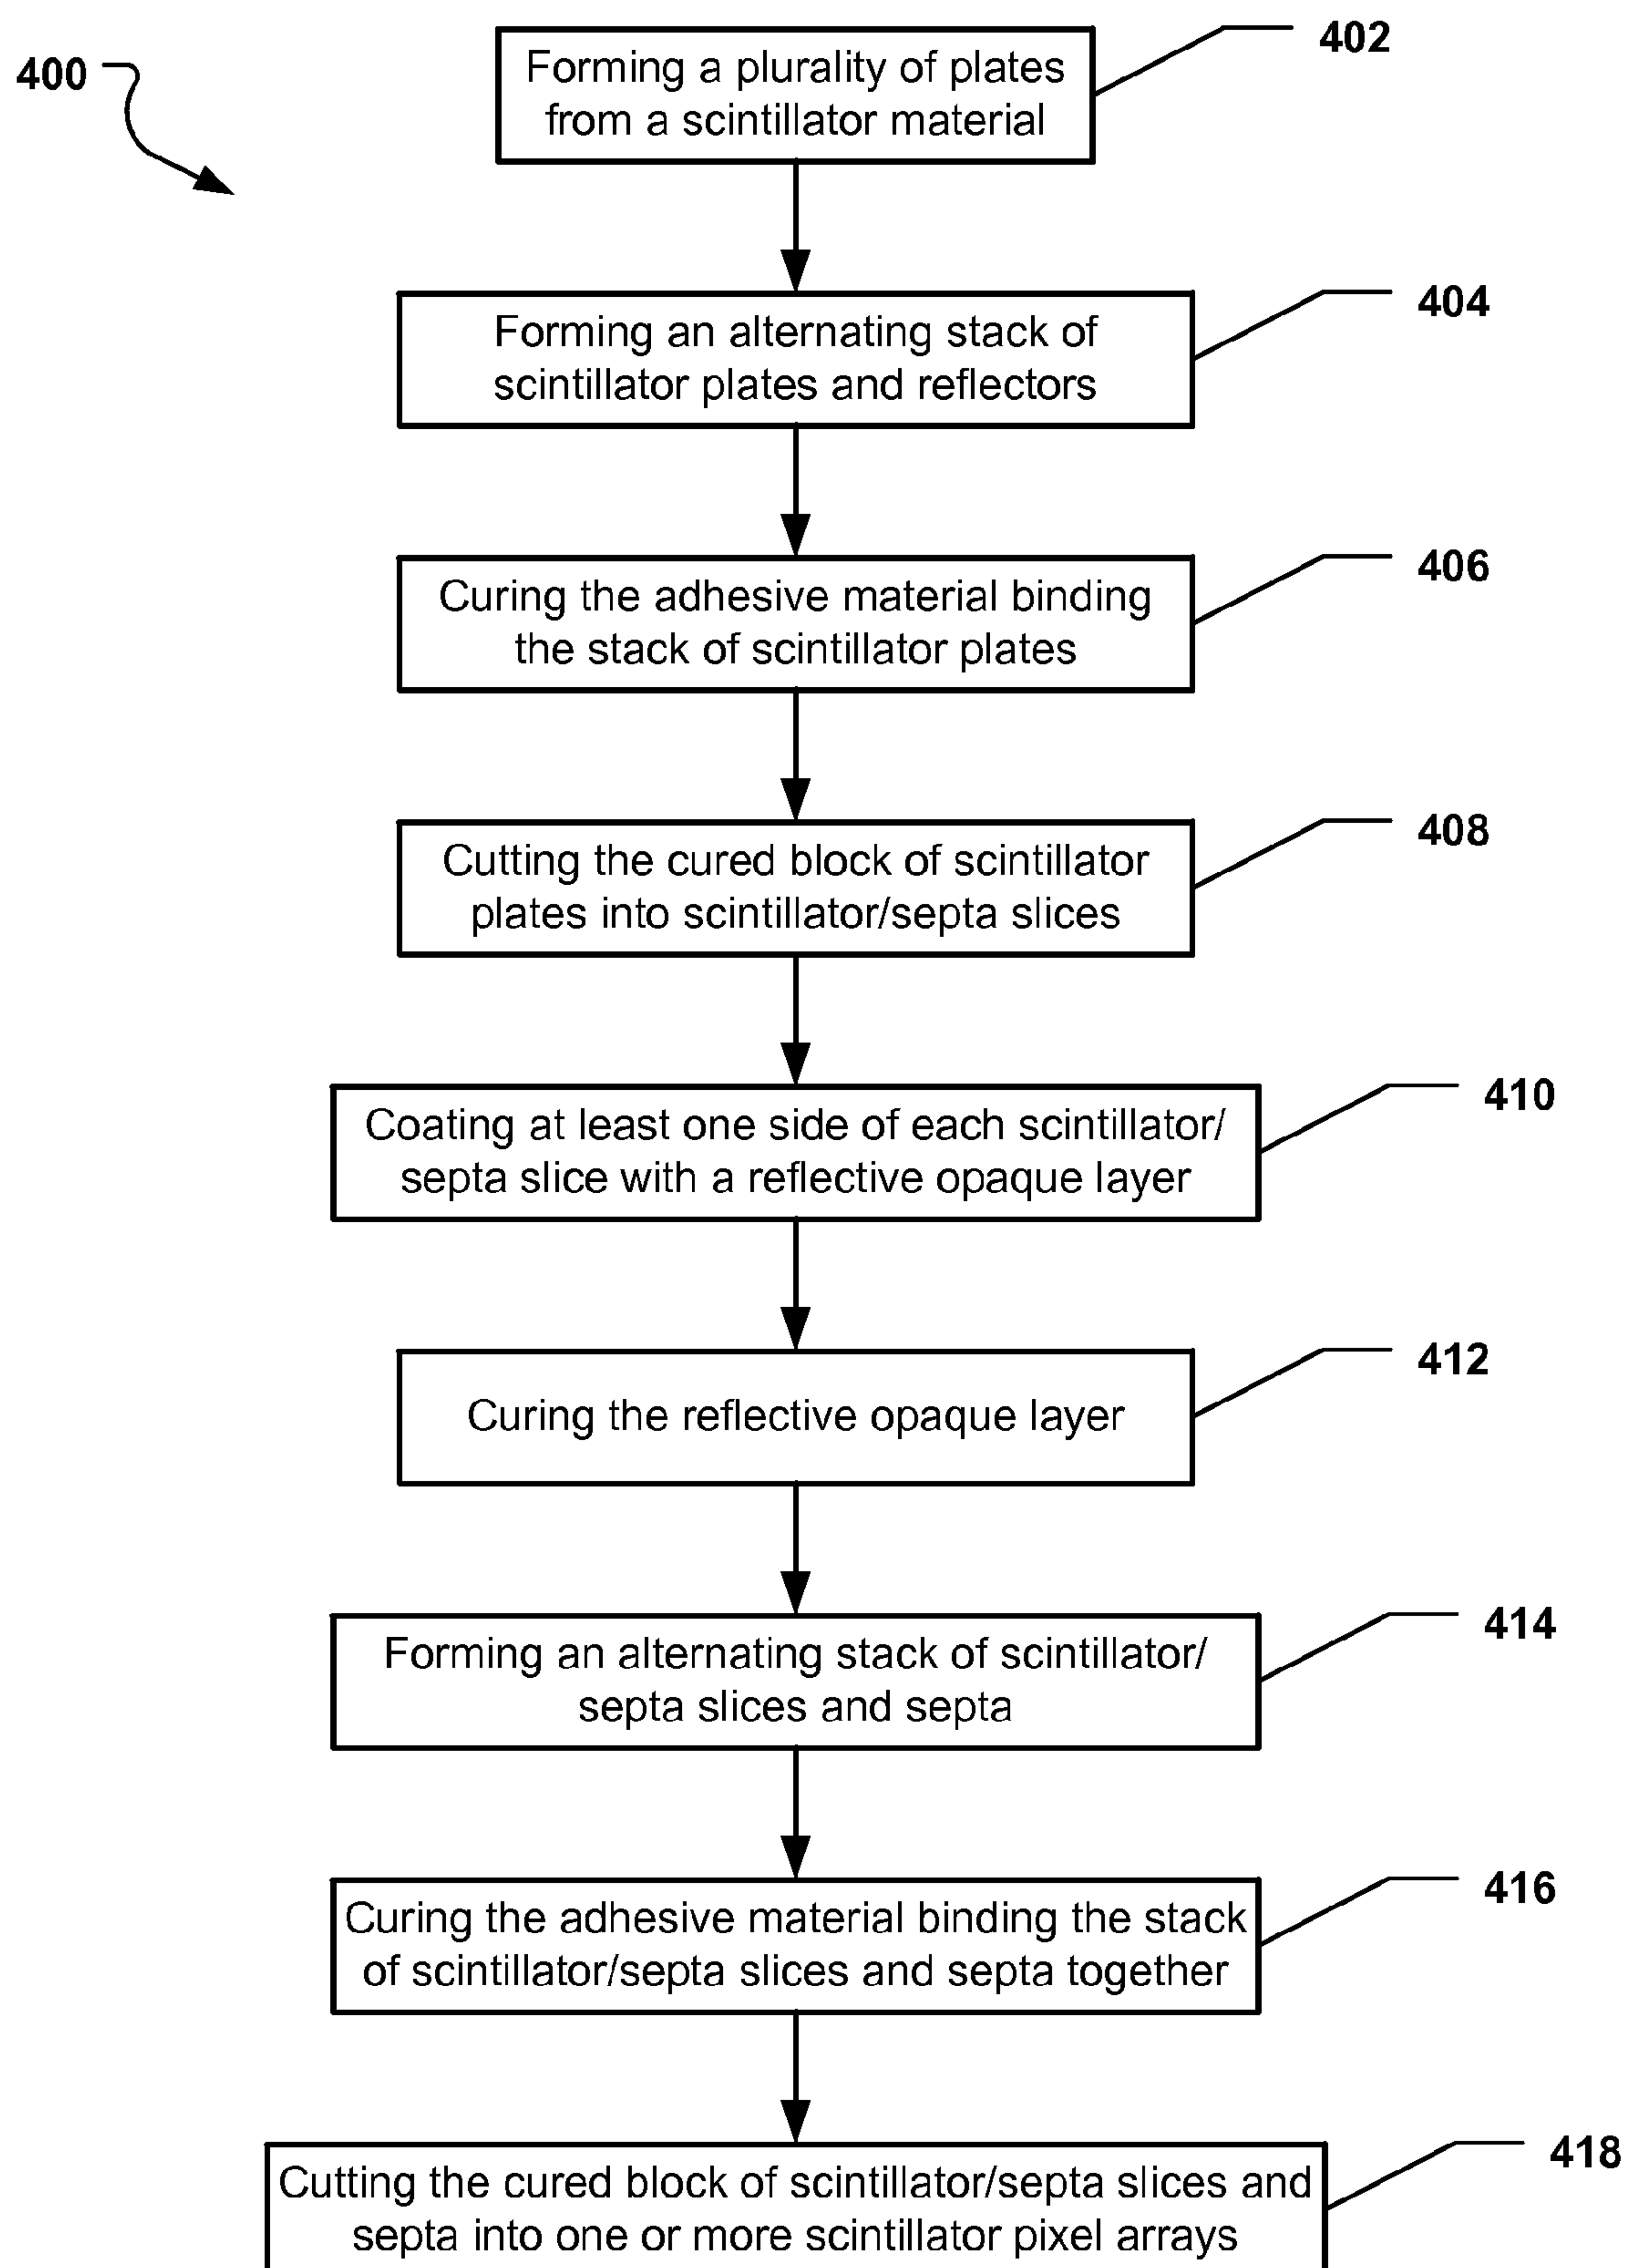 400
Forming a plurality of plates
from a scintillator material
402
Forming an alternating stack of
scintillator plates and reflectors
404
Curing the adhesive material binding
the stack of scintillator plates
406
Cutting the cured block of scintillator
plates into scintillator/septa slices
408
Coating at least one side of each scintillator/
septa slice with a reflective opaque layer
410
Curing the reflective opaque layer
412
Forming an alternating stack of scintillator/
septa slices and septa
414
Curing the adhesive material binding the stack
of scintillator/septa slices and septa together
416
Cutting the cured block of scintillator/septa slices and
septa into one or more scintillator pixel arrays
418